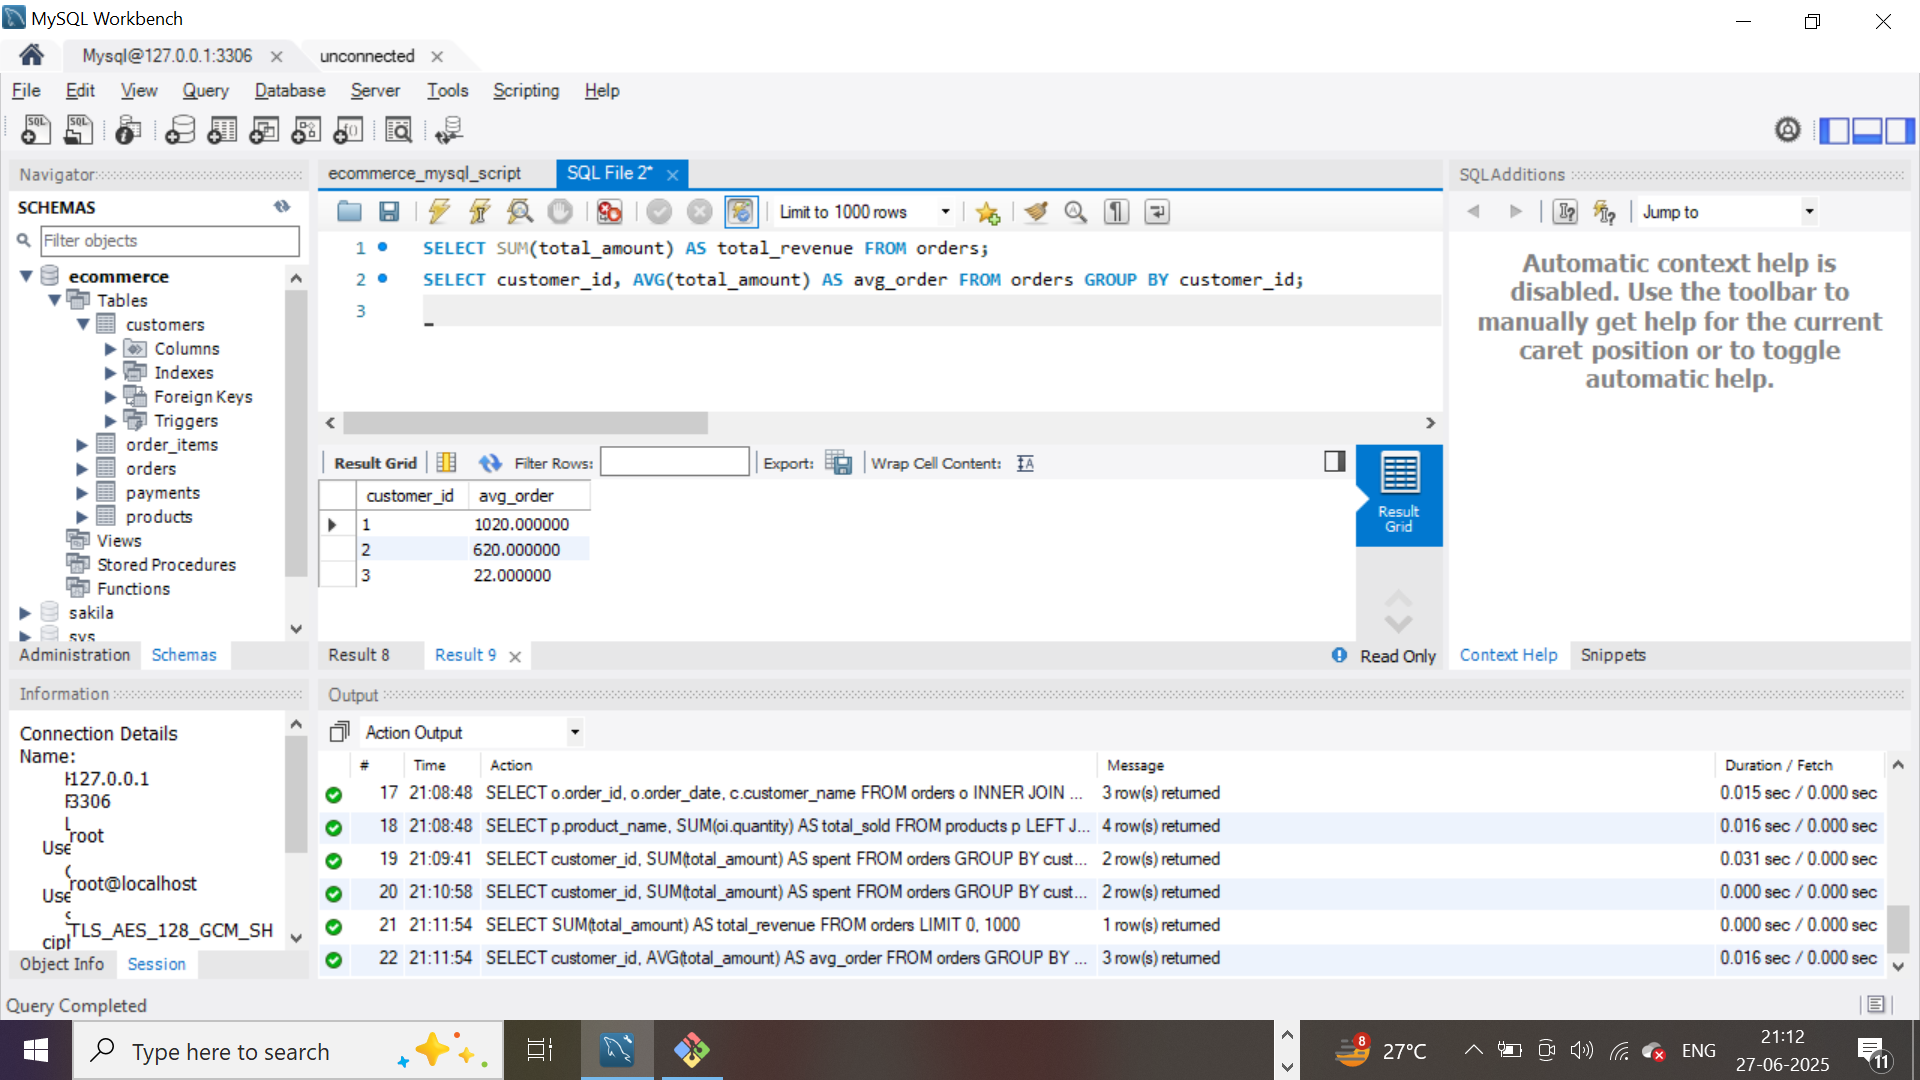 MySQL Workbench
Mysql@127.0.0.1:3306
unconnected
File Edit View Query Database Server Tools Scripting Help
Navigator
SCHEMAS
Filter objects
ecommerce
Tables
customers
Columns
Indexes
Foreign Keys
Triggers
order_items
orders
payments
products
Views
Stored Procedures
Functions
sakila
sys
Administration Schemas
Information
Connection Details
Name:
127.0.0.1
3306
root
Use
root@localhost
Use
TLS_AES_128_GCM_SH
ciph
Object Info Session
ecommerce_mysql_script
SQL File 2*
Limit to 1000 rows
1 SELECT SUM(total_amount) AS total_revenue FROM orders;
2 SELECT customer_id, AVG(total_amount) AS avg_order FROM orders GROUP BY customer_id;
3
Result Grid Filter Rows: Export: Wrap Cell Content:
customer_id avg_order
1 1020.000000
2 620.000000
3 22.000000
Result
Grid
Result 8 Result 9
Read Only
SQLAdditions
Jump to
Automatic context help is
disabled. Use the toolbar to
manually get help for the current
caret position or to toggle
automatic help.
Context Help Snippets
Output
Action Output
# Time Action Message Duration / Fetch
17 21:08:48 SELECT o.order_id, o.order_date, c.customer_name FROM orders o INNER JOIN ... 3 row(s) returned 0.015 sec / 0.000 sec
18 21:08:48 SELECT p.product_name, SUM(oi.quantity) AS total_sold FROM products p LEFT J... 4 row(s) returned 0.016 sec / 0.000 sec
19 21:09:41 SELECT customer_id, SUM(total_amount) AS spent FROM orders GROUP BY cust... 2 row(s) returned 0.031 sec / 0.000 sec
20 21:10:58 SELECT customer_id, SUM(total_amount) AS spent FROM orders GROUP BY cust... 2 row(s) returned 0.000 sec / 0.000 sec
21 21:11:54 SELECT SUM(total_amount) AS total_revenue FROM orders LIMIT 0, 1000 1 row(s) returned 0.000 sec / 0.000 sec
22 21:11:54 SELECT customer_id, AVG(total_amount) AS avg_order FROM orders GROUP BY ... 3 row(s) returned 0.016 sec / 0.000 sec
Query Completed
Type here to search
8
27°C
ENG
21:12
27-06-2025
11